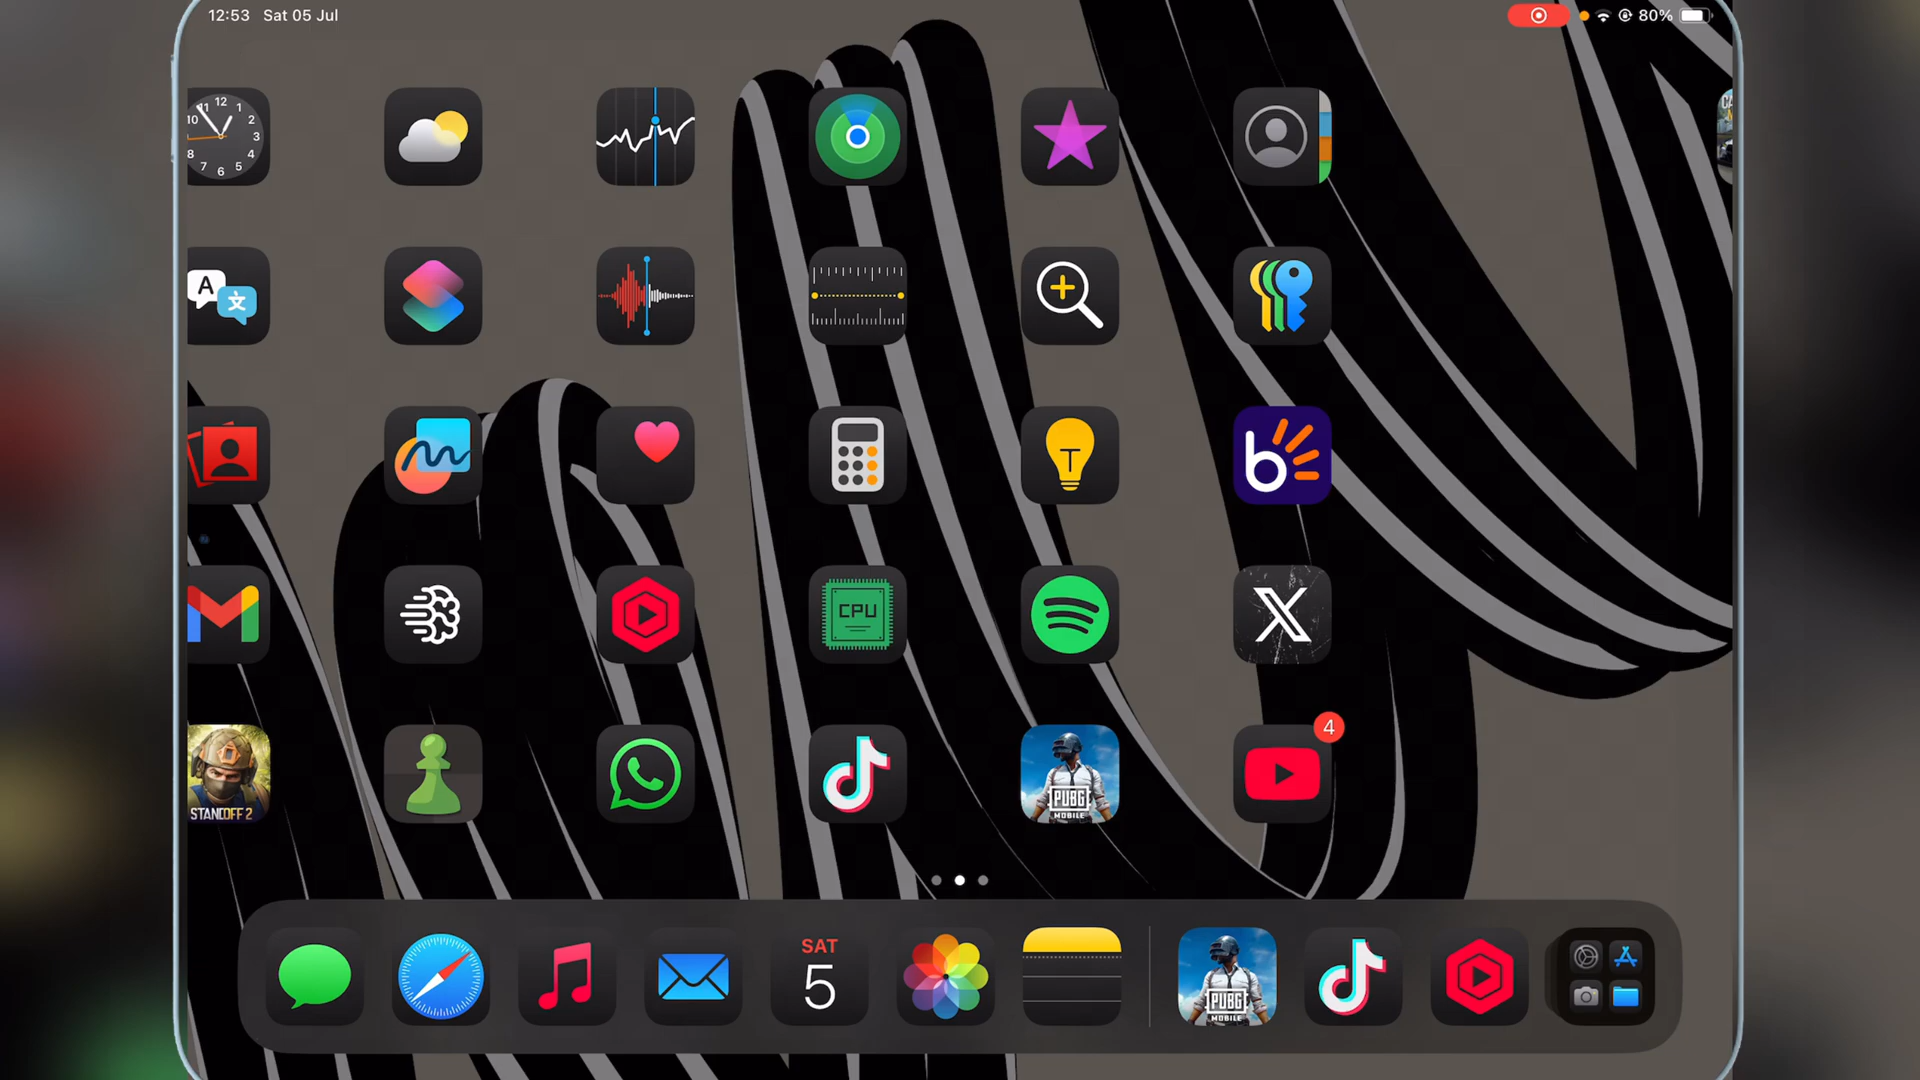 12:53 Sat 05 Jul
80%
11 12 1
10 2
3
8 4
7 6 5
A
文
T
b
CPU
X
STANDOFF 2
PUBG
MOBILE
4
SAT
5
PUBG
MOBILE